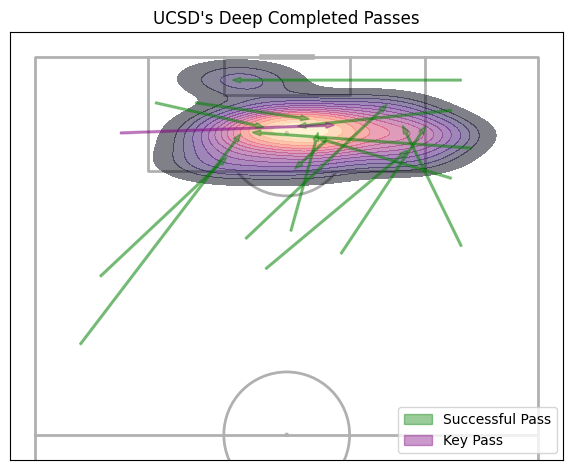 UCSD's Deep Completed Passes
Successful Pass
Key Pass